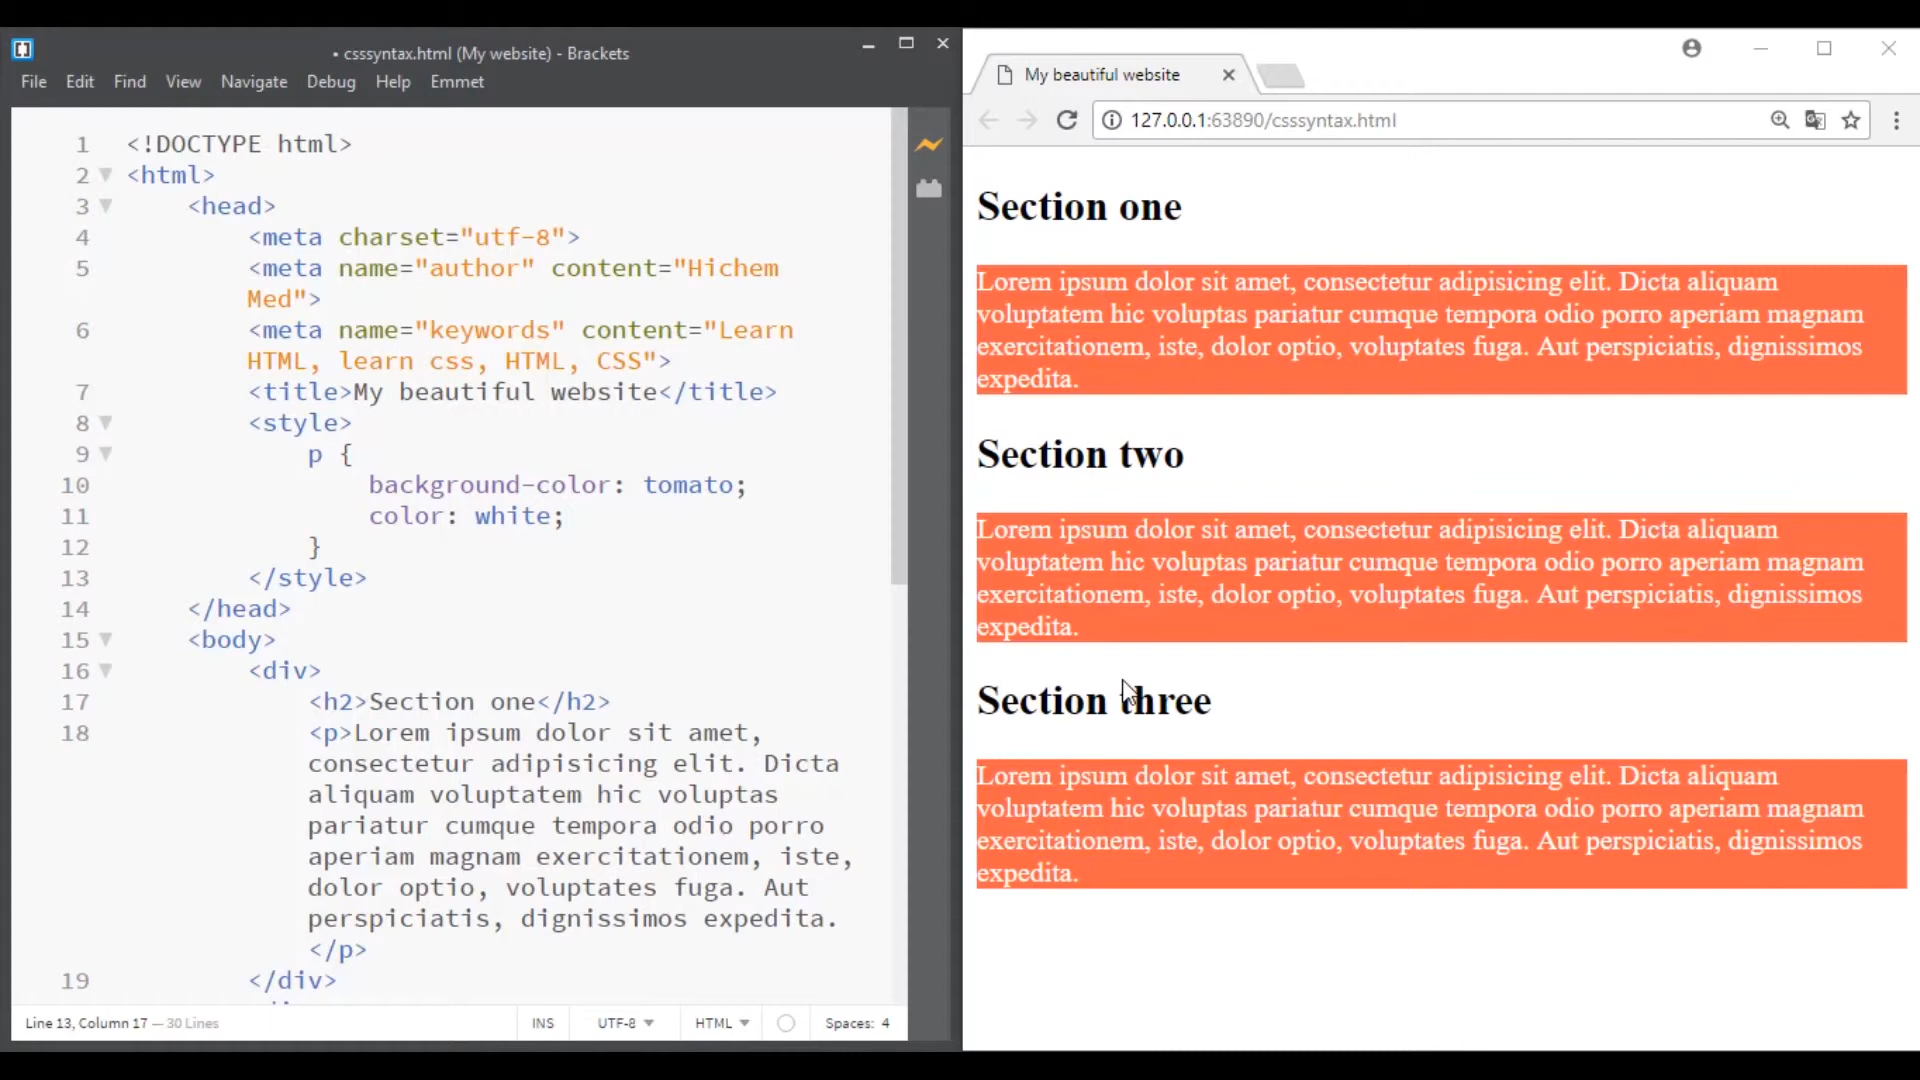 • csssyntax.html (My website) - Brackets
File Edit Find View Navigate Debug Help Emmet
1 <!DOCTYPE html>
2 <html>
3 <head>
4 <meta charset="utf-8">
5 <meta name="author" content="Hichem
Med">
6 <meta name="keywords" content="Learn
HTML, learn css, HTML, CSS">
7 <title>My beautiful website</title>
8 <style>
9 p {
10 background-color: tomato;
11 color: white;
12 }
13 </style>
14 </head>
15 <body>
16 <div>
17 <h2>Section one</h2>
18 <p>Lorem ipsum dolor sit amet,
consectetur adipisicing elit. Dicta
aliquam voluptatem hic voluptas
pariatur cumque tempora odio porro
aperiam magnam exercitationem, iste,
dolor optio, voluptates fuga. Aut
perspiciatis, dignissimos expedita.
</p>
19 </div>
Line 13, Column 17 — 30 Lines INS UTF-8 HTML Spaces: 4
My beautiful website
127.0.0.1:63890/csssyntax.html
Section one
Lorem ipsum dolor sit amet, consectetur adipisicing elit. Dicta aliquam
voluptatem hic voluptas pariatur cumque tempora odio porro aperiam magnam
exercitationem, iste, dolor optio, voluptates fuga. Aut perspiciatis, dignissimos
expedita.
Section two
Lorem ipsum dolor sit amet, consectetur adipisicing elit. Dicta aliquam
voluptatem hic voluptas pariatur cumque tempora odio porro aperiam magnam
exercitationem, iste, dolor optio, voluptates fuga. Aut perspiciatis, dignissimos
expedita.
Section three
Lorem ipsum dolor sit amet, consectetur adipisicing elit. Dicta aliquam
voluptatem hic voluptas pariatur cumque tempora odio porro aperiam magnam
exercitationem, iste, dolor optio, voluptates fuga. Aut perspiciatis, dignissimos
expedita.